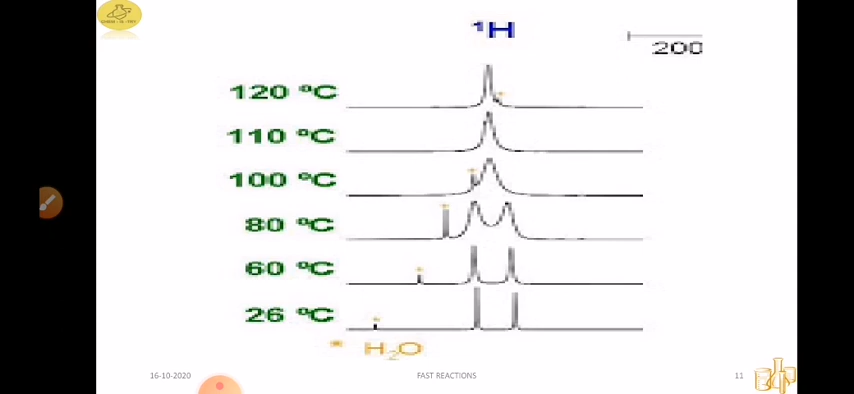 ¹H
200
120 ºC
110 ºC
100 ºC
80 ºC
60 ºC
26 ºC
* H₂O
16-10-2020
FAST REACTIONS
11